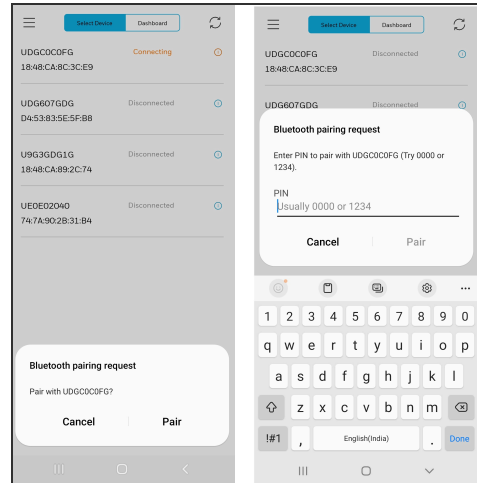 Select Device Dashboard
UDGC0C0FG Connecting
18:48:CA:8C:3C:E9
UDG607GDG Disconnected
D4:53:83:5E:5F:B8
U9G3GDG1G Disconnected
18:48:CA:89:2C:74
UE0E02040 Disconnected
74:7A:90:2B:31:B4
Bluetooth pairing request
Pair with UDGC0C0FG?
Cancel Pair
Select Device Dashboard
UDGC0C0FG Disconnected
18:48:CA:8C:3C:E9
UDG607GDG Disconnected
Bluetooth pairing request
Enter PIN to pair with UDGC0C0FG (Try 0000 or
1234).
PIN
Usually 0000 or 1234
Cancel Pair
1 2 3 4 5 6 7 8 9 0
q w e r t y u i o p
a s d f g h j k l
z x c v b n m
!#1 , English(India) . Done